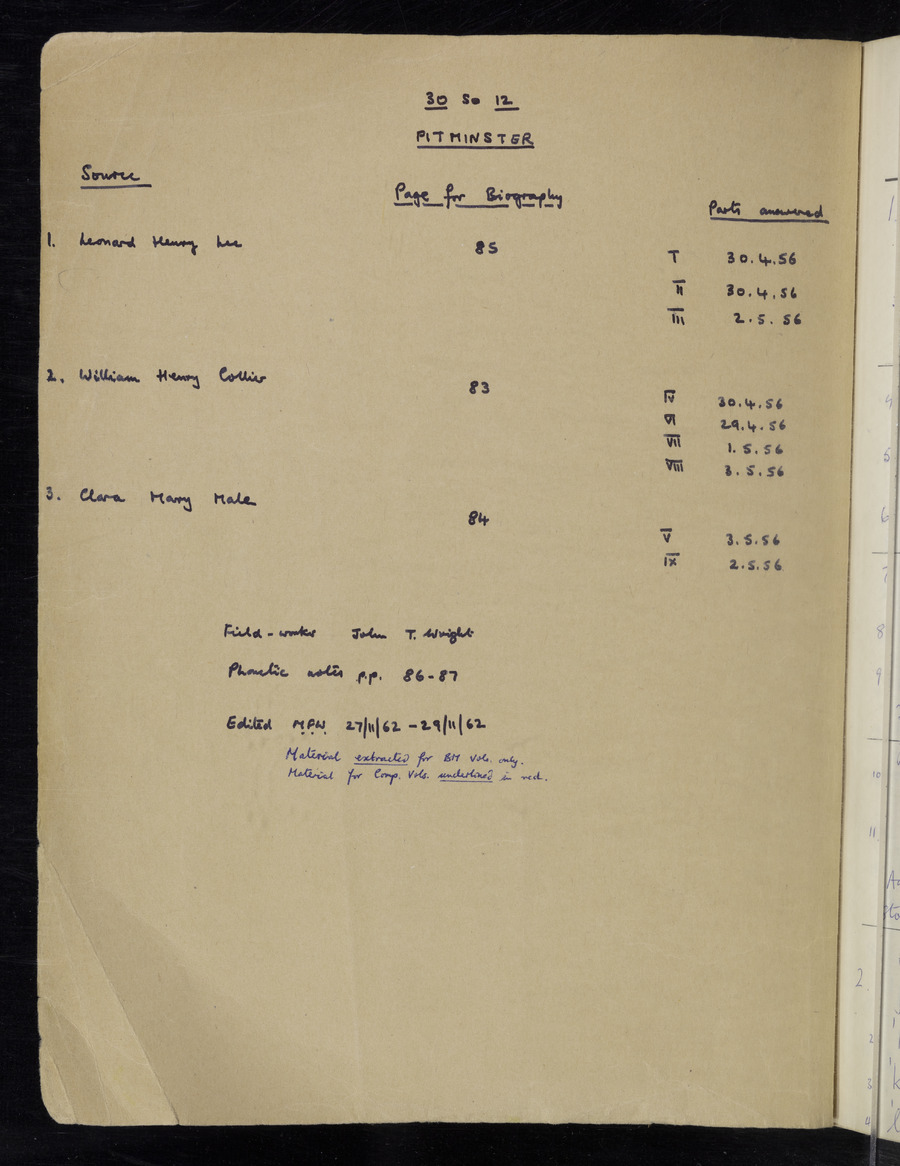 30 So 12
PITMINSTER
Source
Page for Biography
Parts answered
1. Leonard Henry Lee 85 I 30.4.56
II 30.4.56
III 2.5.56
2. William Henry Collier 83 IV 30.4.56
VI 29.4.56
VII 1.5.56
VIII 3.5.56
3. Clara Mary Male 84 V 3.5.56
IX 2.5.56
Field-worker John T. Wright
Phonetic notes p.p. 86-87
Edited M.P.W. 27/11/62 - 29/11/62
Material extracted for BM Vols. only.
Material for Comp. Vols. underlined in red.